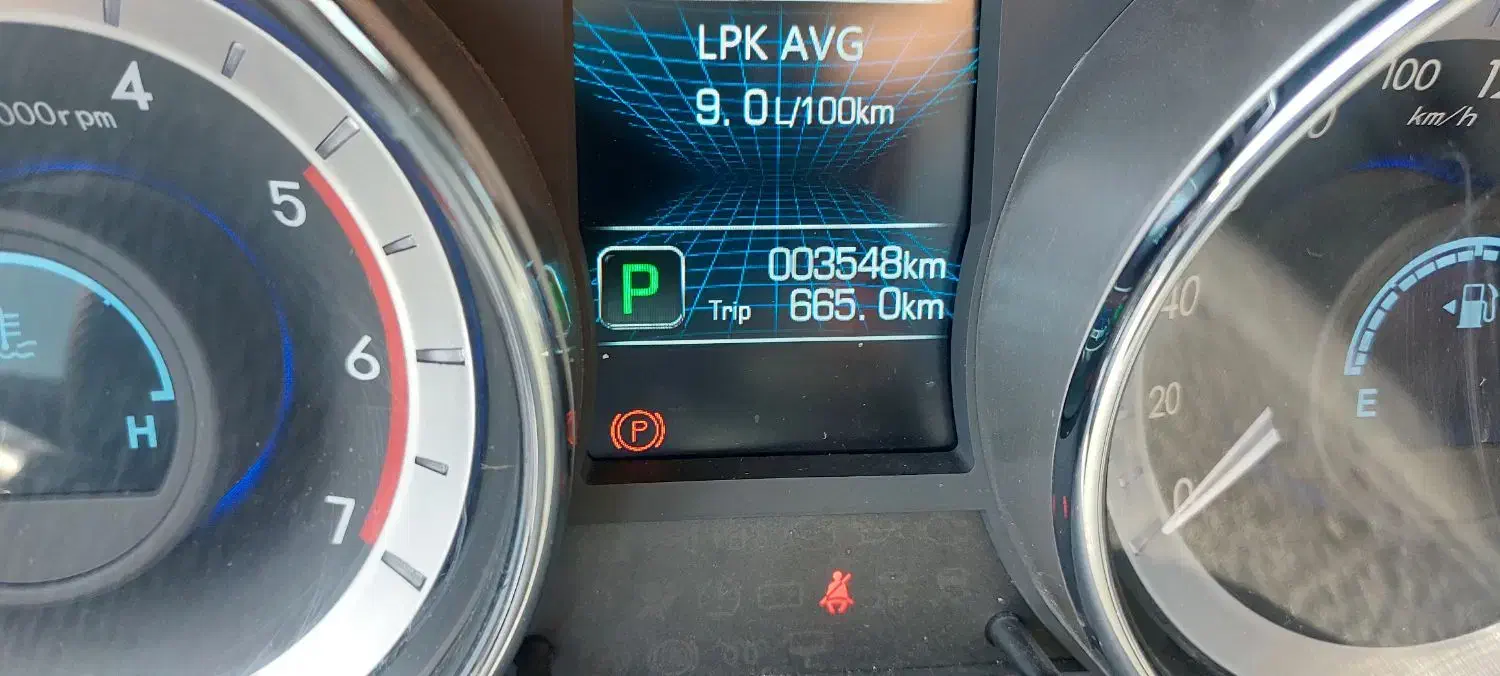 LPK AVG
9.0L/100km
P
003548km
Trip 665.0km
P
4
000rpm
5
6
7
H
100
km/h
40
20
0
E